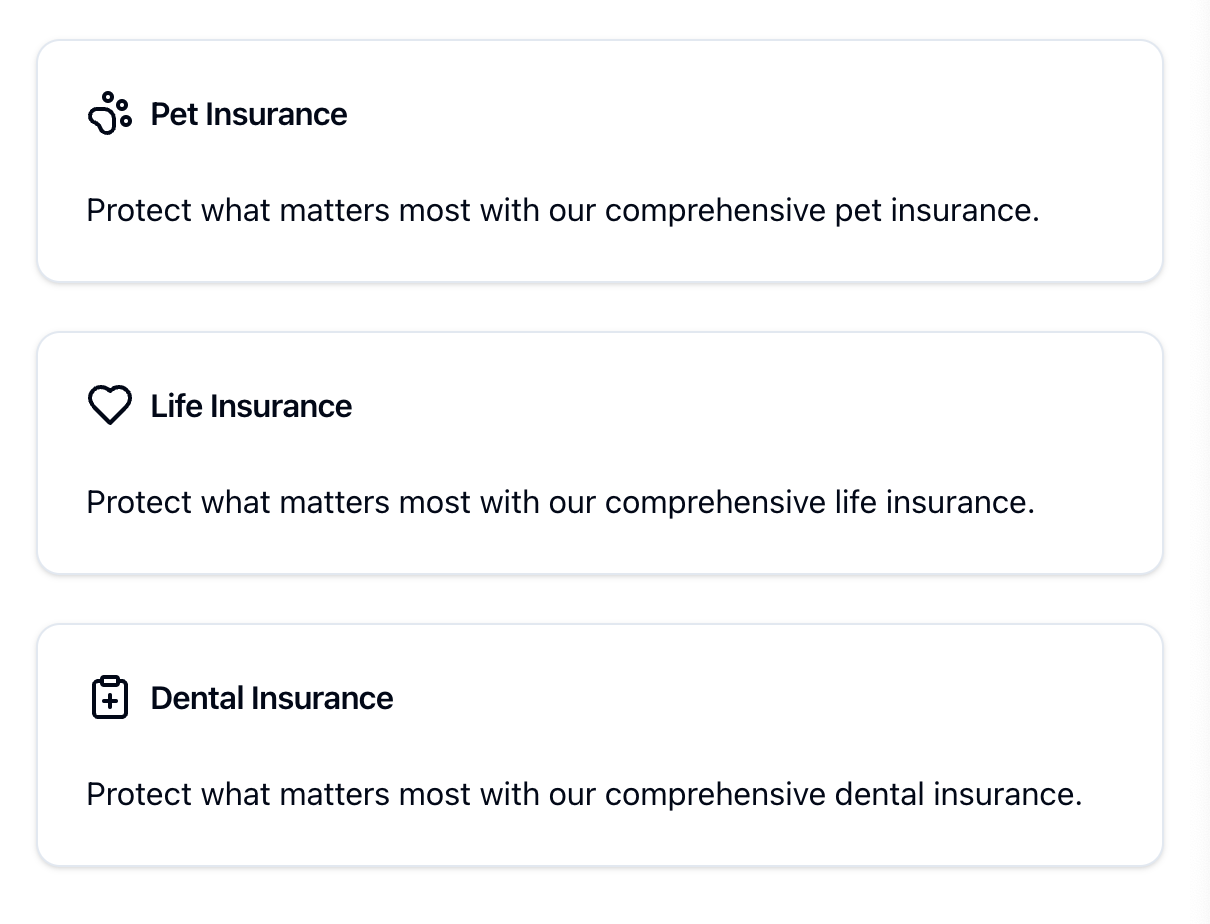 Pet Insurance
Protect what matters most with our comprehensive pet insurance.
Life Insurance
Protect what matters most with our comprehensive life insurance.
Dental Insurance
Protect what matters most with our comprehensive dental insurance.